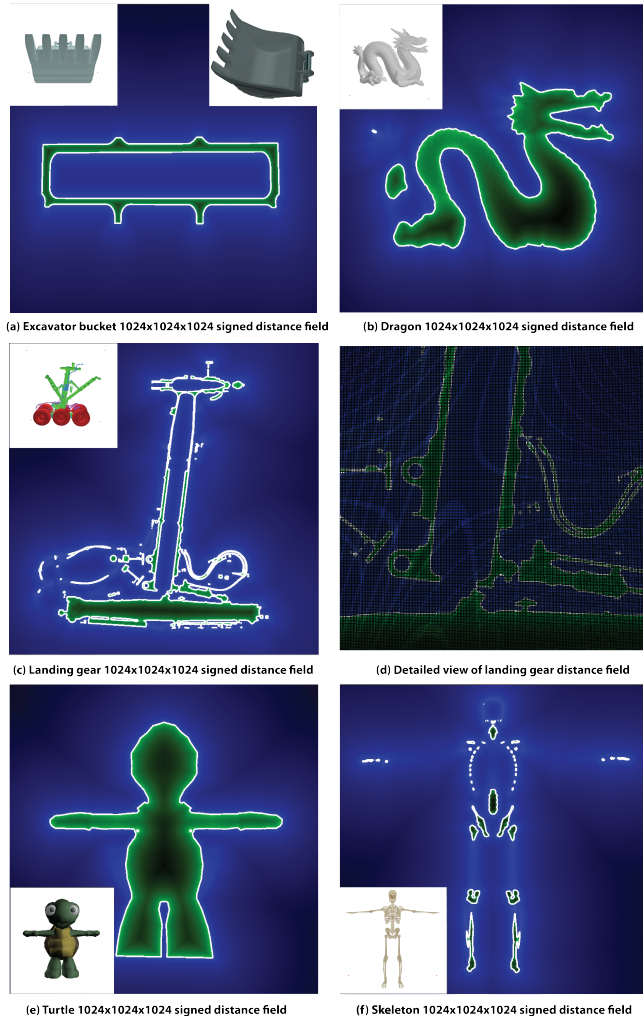 (a) Excavator bucket 1024x1024x1024 signed distance field
(b) Dragon 1024x1024x1024 signed distance field
(c) Landing gear 1024x1024x1024 signed distance field
(d) Detailed view of landing gear distance field
(e) Turtle 1024x1024x1024 signed distance field
(f) Skeleton 1024x1024x1024 signed distance field